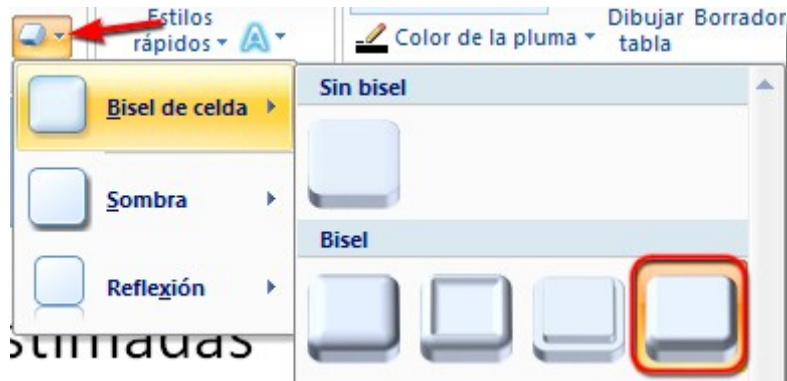 Estilos
rápidos
A
Color de la pluma
Dibujar Borrador
tabla
Bisel de celda
Sombra
Reflexión
Sin bisel
Bisel
stimadas